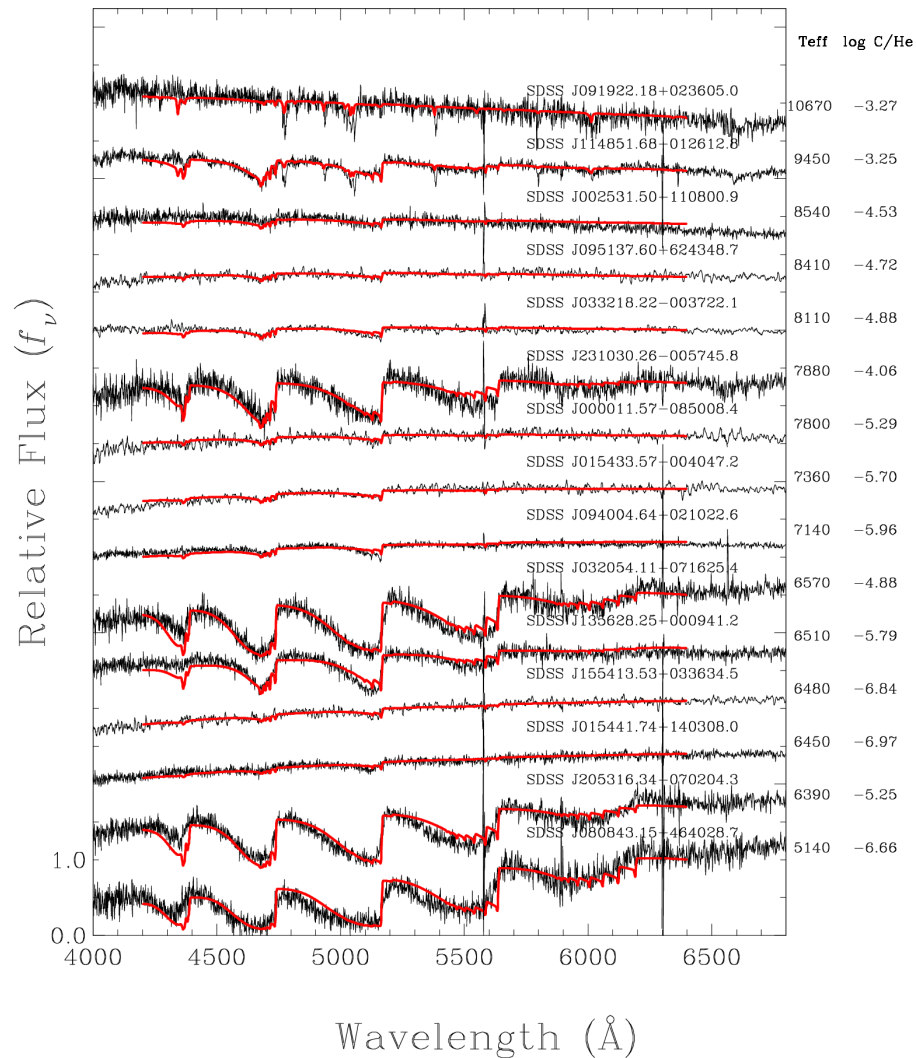 Teff log C/He
SDSS J091922.18+023605.0
10670 −3.27
SDSS J114851.68−012612.8
9450 −3.25
SDSS J002531.50−110800.9
8540 −4.53
SDSS J095137.60+624348.7
8410 −4.72
SDSS J033218.22−003722.1
8110 −4.88
SDSS J231030.26−005745.8
7880 −4.06
SDSS J000011.57−085008.4
7800 −5.29
SDSS J015433.57−004047.2
7360 −5.70
SDSS J094004.64+021022.6
7140 −5.96
SDSS J032054.11−071625.4
6570 −4.88
SDSS J135628.25−000941.2
6510 −5.79
SDSS J155413.53+033634.5
6480 −6.84
SDSS J015441.74+140308.0
6450 −6.97
SDSS J205316.34−070204.3
6390 −5.25
SDSS J080843.15+464028.7
5140 −6.66
Relative Flux (fν)
1.0
0.0
4000 4500 5000 5500 6000 6500
Wavelength (Å)